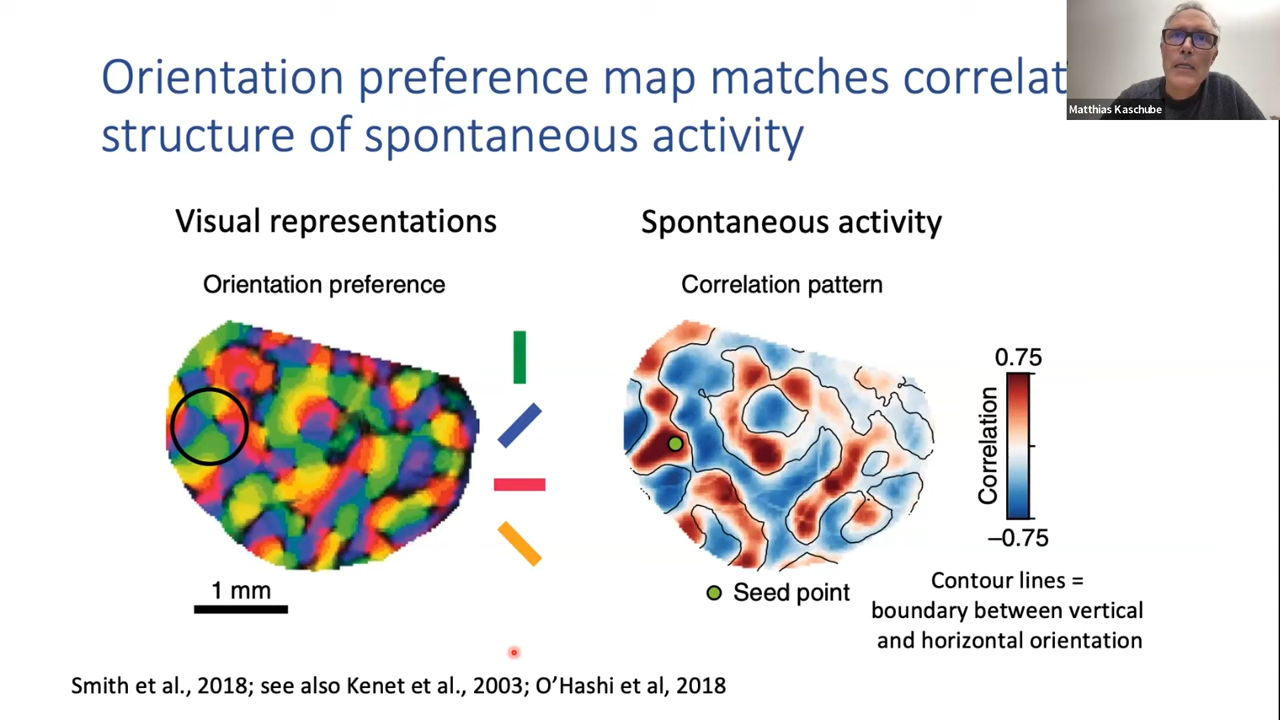 Orientation preference map matches correlat
structure of spontaneous activity
Matthias Kaschube
Visual representations
Spontaneous activity
Orientation preference
Correlation pattern
0.75
Correlation
−0.75
1 mm
Seed point
Contour lines =
boundary between vertical
and horizontal orientation
Smith et al., 2018; see also Kenet et al., 2003; O’Hashi et al, 2018